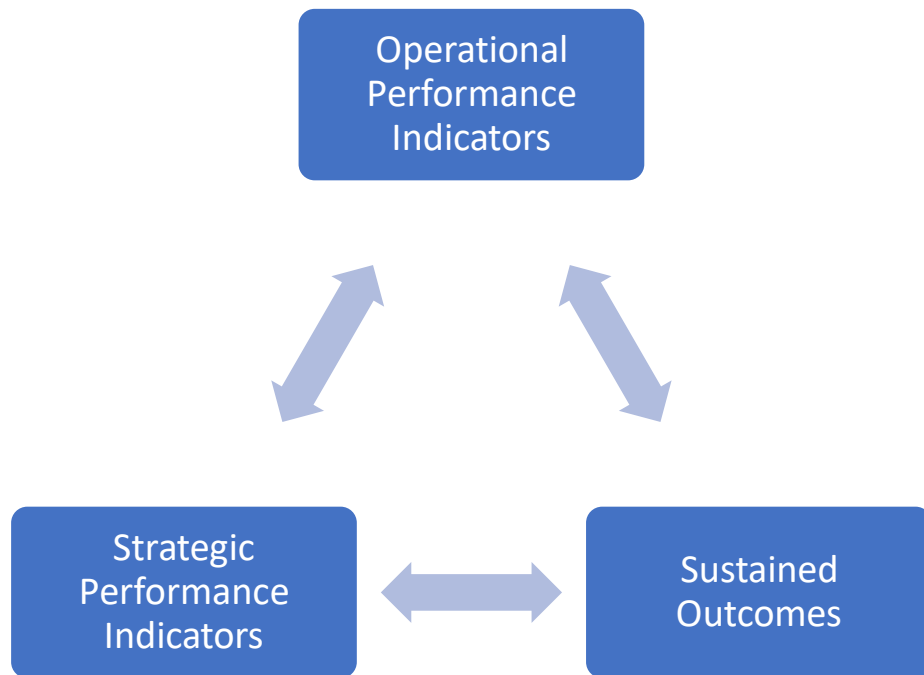 Operational
Performance
Indicators
Strategic
Performance
Indicators
Sustained
Outcomes